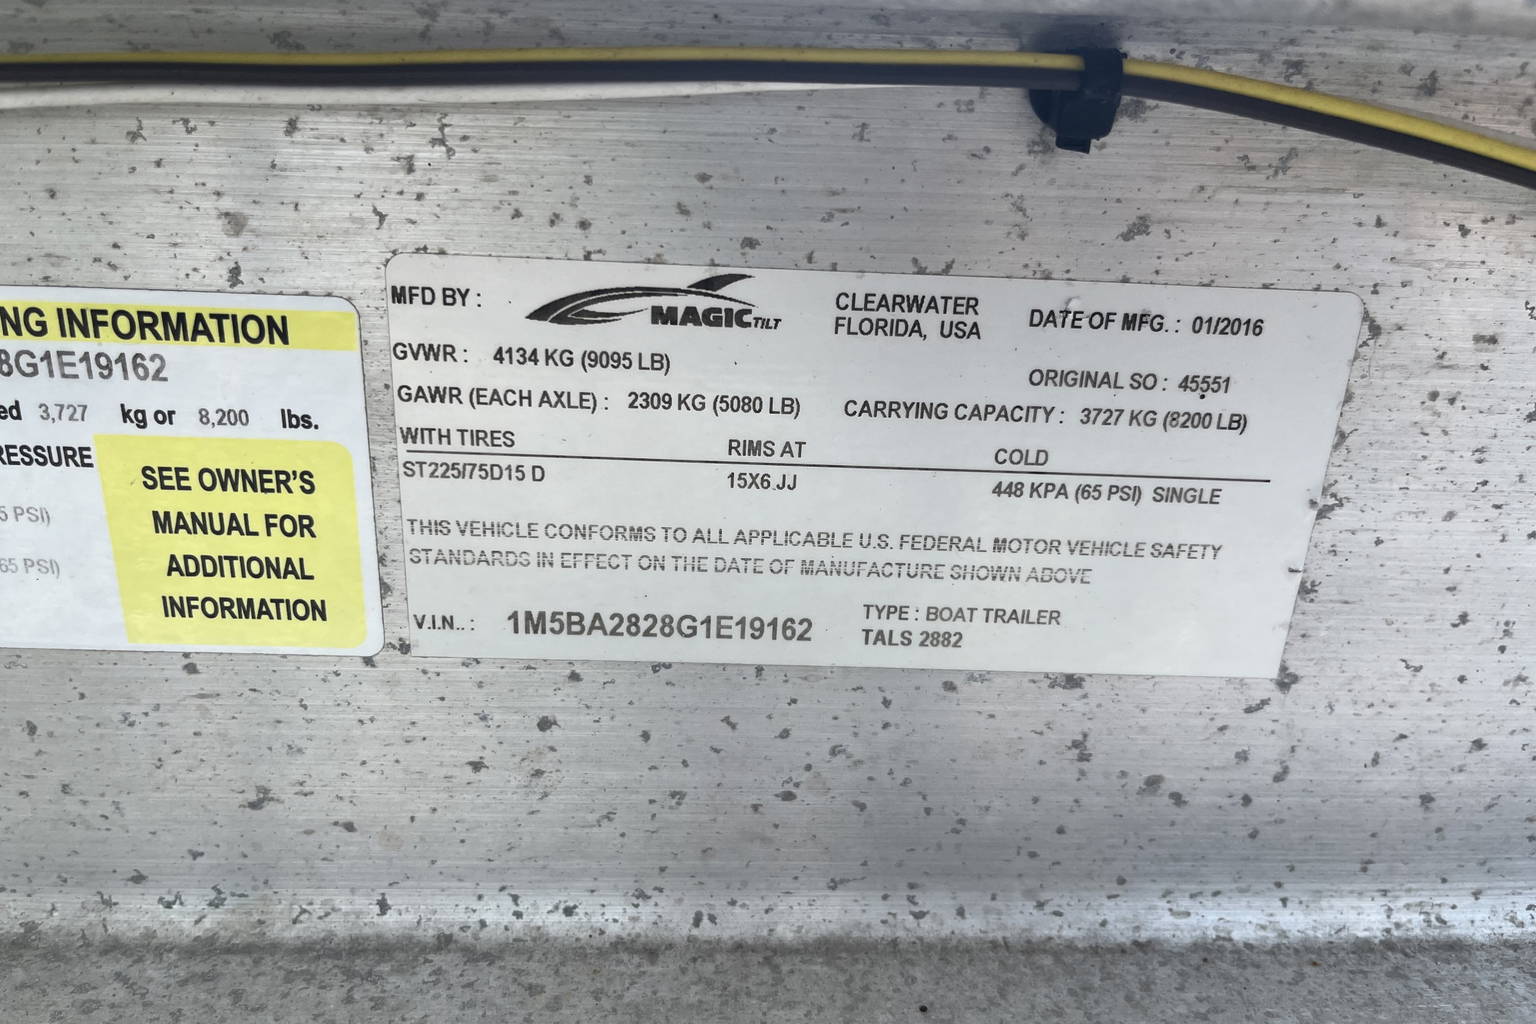 NG INFORMATION
8G1E19162
ed 3,727 kg or 8,200 lbs.
RESSURE
5 PSI)
65 PSI)
SEE OWNER'S
MANUAL FOR
ADDITIONAL
INFORMATION
MFD BY :
MAGIC TILT
CLEARWATER
FLORIDA, USA
DATE OF MFG. : 01/2016
GVWR : 4134 KG (9095 LB)
ORIGINAL SO : 45551
GAWR (EACH AXLE) : 2309 KG (5080 LB) CARRYING CAPACITY : 3727 KG (8200 LB)
WITH TIRES RIMS AT COLD
ST225/75D15 D 15X6 JJ 448 KPA (65 PSI) SINGLE
THIS VEHICLE CONFORMS TO ALL APPLICABLE U.S. FEDERAL MOTOR VEHICLE SAFETY
STANDARDS IN EFFECT ON THE DATE OF MANUFACTURE SHOWN ABOVE
V.I.N.. : 1M5BA2828G1E19162
TYPE : BOAT TRAILER
TALS 2882